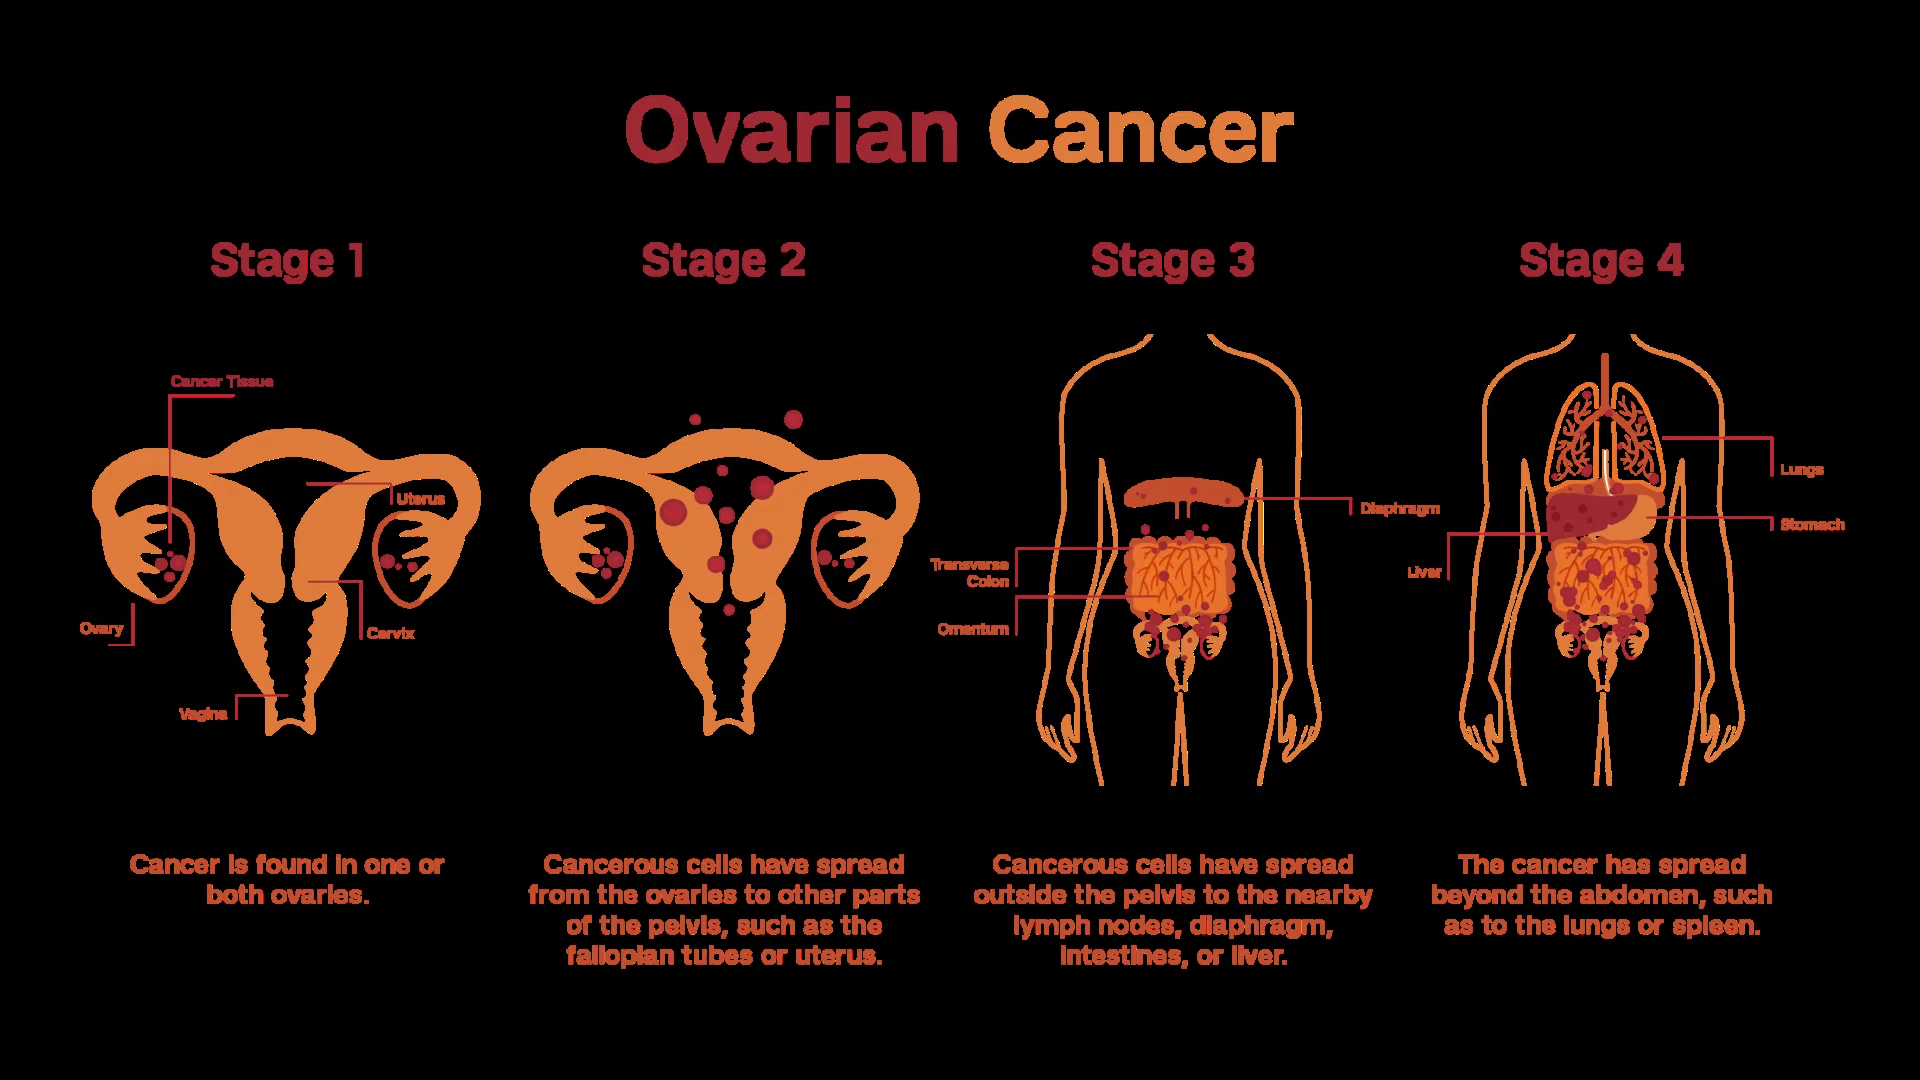 Ovarian Cancer
Stage 1
Cancer Tissue
Uterus
Ovary
Cervix
Vagina
Cancer is found in one or
both ovaries.
Stage 2
Cancerous cells have spread
from the ovaries to other parts
of the pelvis, such as the
fallopian tubes or uterus.
Stage 3
Diaphragm
Transverse
Colon
Omentum
Cancerous cells have spread
outside the pelvis to the nearby
lymph nodes, diaphragm,
intestines, or liver.
Stage 4
Lungs
Stomach
Liver
The cancer has spread
beyond the abdomen, such
as to the lungs or spleen.